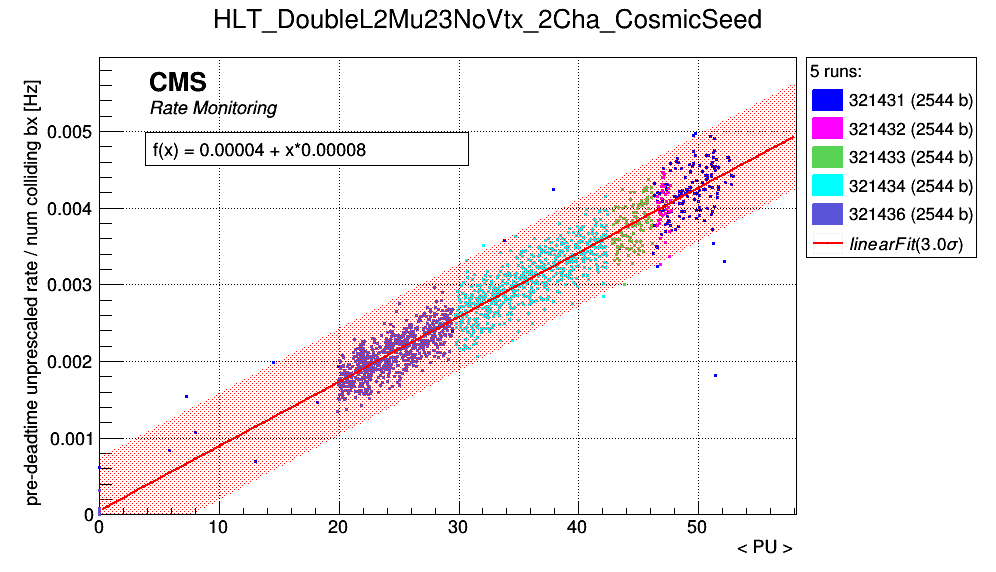 HLT_DoubleL2Mu23NoVtx_2Cha_CosmicSeed
CMS
Rate Monitoring
f(x) = 0.00004 + x*0.00008
pre-deadtime unprescaled rate / num colliding bx [Hz]
0.005
0.004
0.003
0.002
0.001
0
0 10 20 30 40 50
< PU >
5 runs:
321431 (2544 b)
321432 (2544 b)
321433 (2544 b)
321434 (2544 b)
321436 (2544 b)
linearFit(3.0σ)